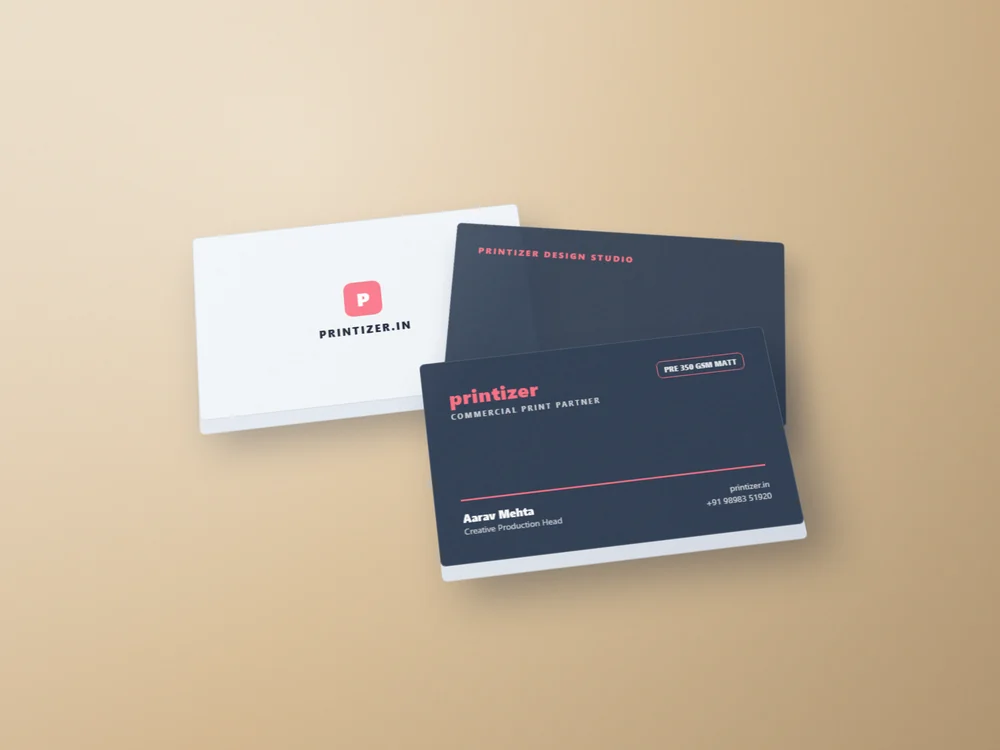 P
PRINTIZER.IN
PRINTIZER DESIGN STUDIO
PRE 350 GSM MATT
printizer
COMMERCIAL PRINT PARTNER
Aarav Mehta
Creative Production Head
printizer.in
+91 98983 51920